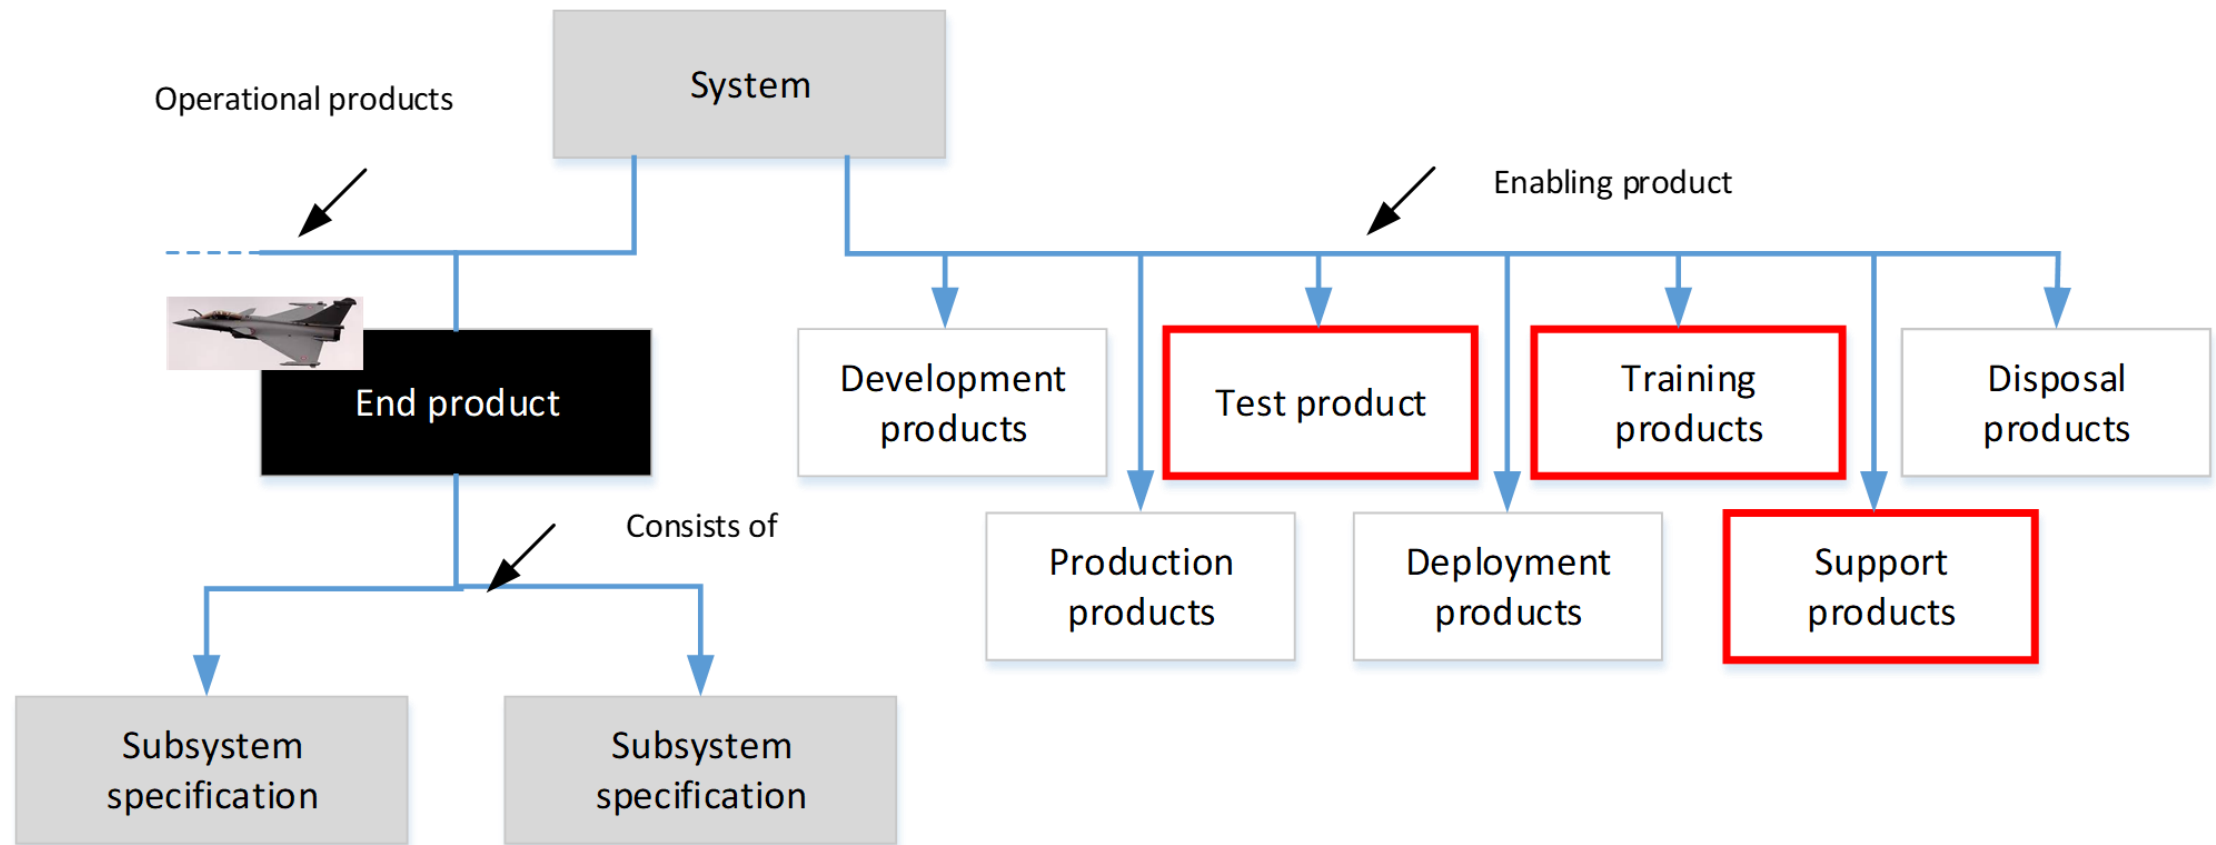 System
Operational products
Enabling product
End product
Development
products
Test product
Training
products
Disposal
products
Consists of
Production
products
Deployment
products
Support
products
Subsystem
specification
Subsystem
specification